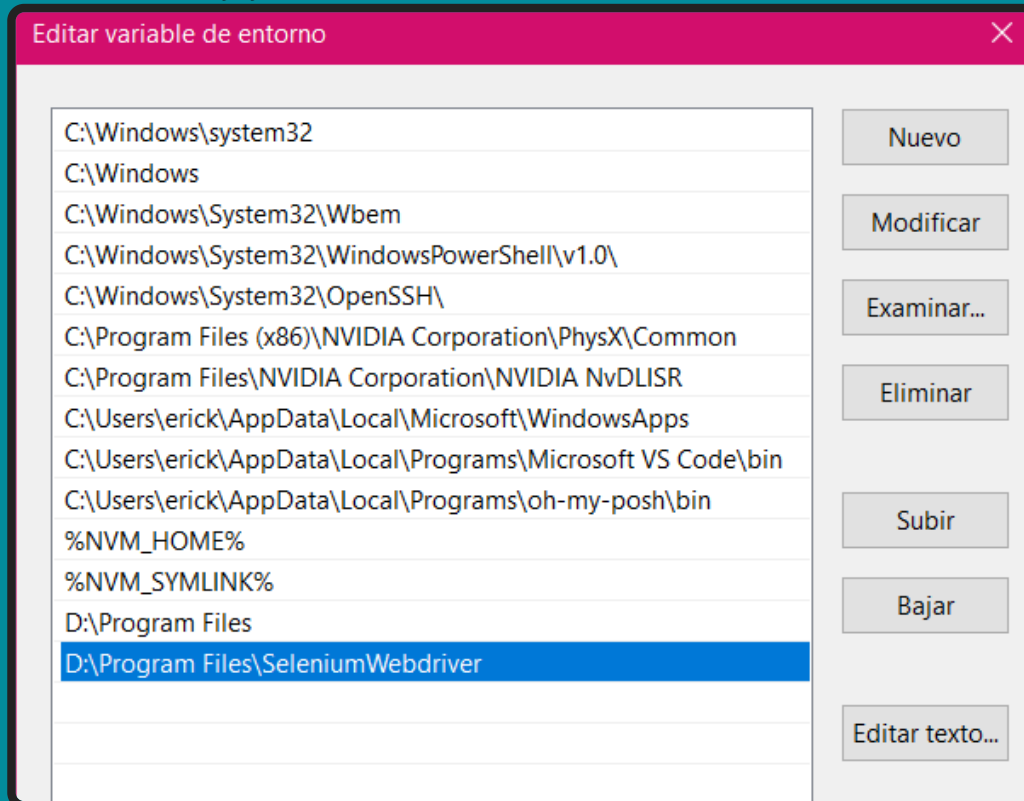 Editar variable de entorno
C:\Windows\system32
C:\Windows
C:\Windows\System32\Wbem
C:\Windows\System32\WindowsPowerShell\v1.0\
C:\Windows\System32\OpenSSH\
C:\Program Files (x86)\NVIDIA Corporation\PhysX\Common
C:\Program Files\NVIDIA Corporation\NVIDIA NvDLISR
C:\Users\erick\AppData\Local\Microsoft\WindowsApps
C:\Users\erick\AppData\Local\Programs\Microsoft VS Code\bin
C:\Users\erick\AppData\Local\Programs\oh-my-posh\bin
%NVM_HOME%
%NVM_SYMLINK%
D:\Program Files
D:\Program Files\SeleniumWebdriver
Nuevo
Modificar
Examinar...
Eliminar
Subir
Bajar
Editar texto...